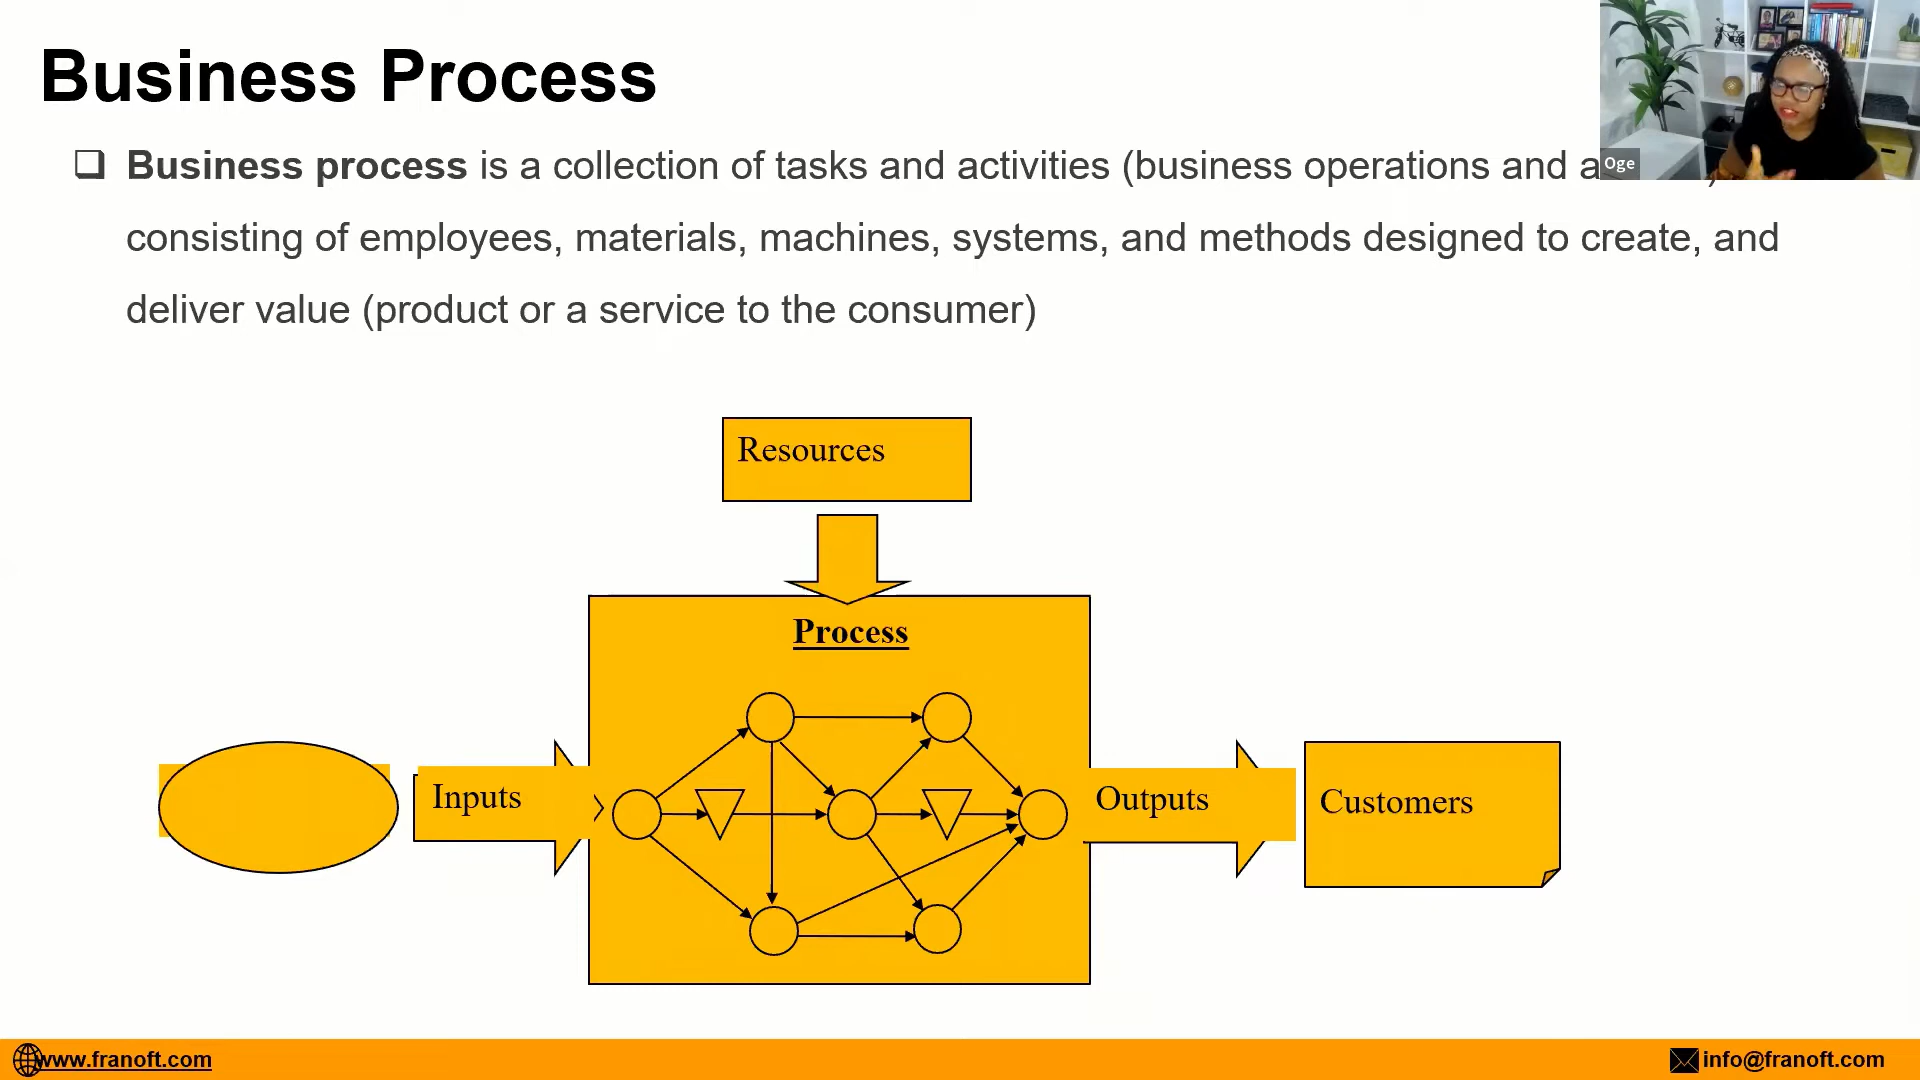 Business Process
Business process is a collection of tasks and activities (business operations and
consisting of employees, materials, machines, systems, and methods designed to create, and
deliver value (product or a service to the consumer)
Oge
Resources
Process
Inputs
Outputs
Customers
www.franoft.com
info@franoft.com